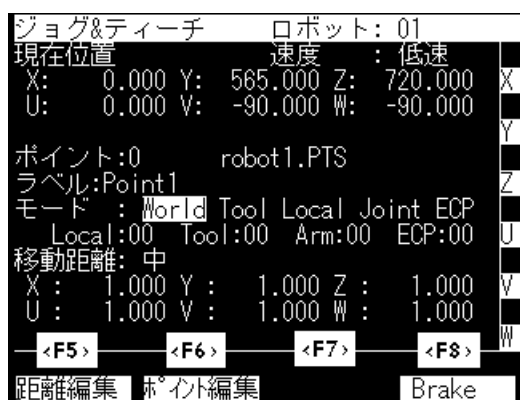 ジョグ&ティーチ ロボット: 01
現在位置 速度 : 低速
X: 0.000 Y: 565.000 Z: 720.000 X
U: 0.000 V: -90.000 W: -90.000
Y
ポイント:0 robot1.PTS
ラベル:Point1 Z
モード : World Tool Local Joint ECP
Local:00 Tool:00 Arm:00 ECP:00 U
移動距離: 中
X : 1.000 Y : 1.000 Z : 1.000 V
U : 1.000 V : 1.000 W : 1.000
<F5> <F6> <F7> <F8> W
距離編集 ポイント編集 Brake